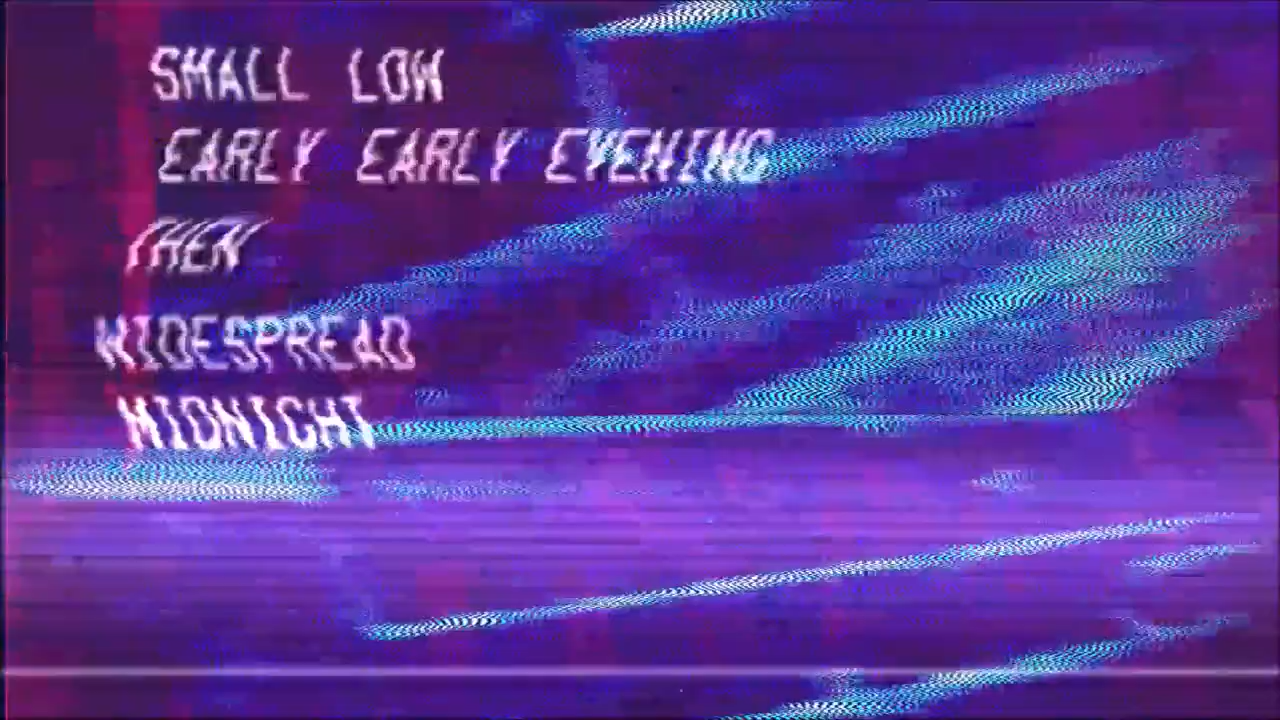 SMALL LOW
EARLY EARLY EVENING
THEN
WIDESPREAD
MIDNIGHT